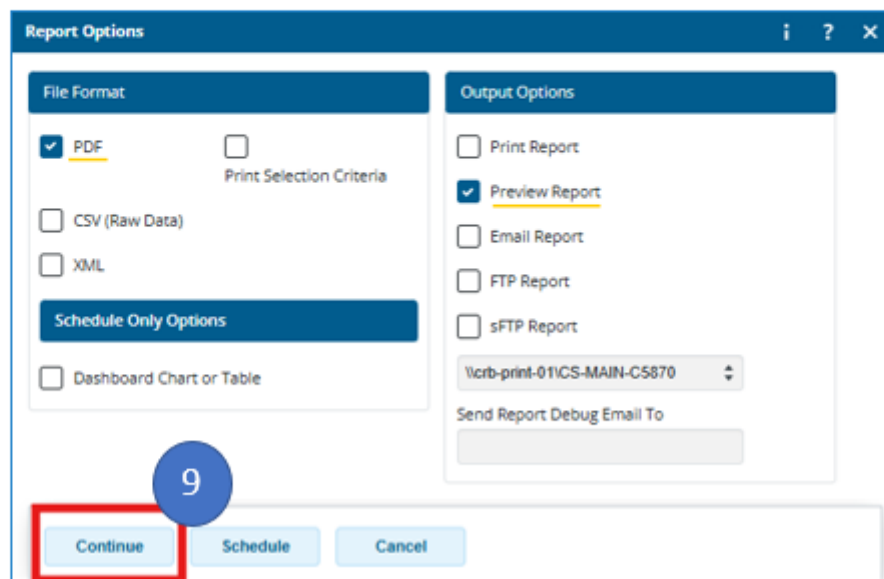 Report Options i ? ×
File Format
PDF
Print Selection Criteria
CSV (Raw Data)
XML
Schedule Only Options
Dashboard Chart or Table
Output Options
Print Report
Preview Report
Email Report
FTP Report
sFTP Report
\\crb-print-01\CS-MAIN-C5870
Send Report Debug Email To
9
Continue Schedule Cancel